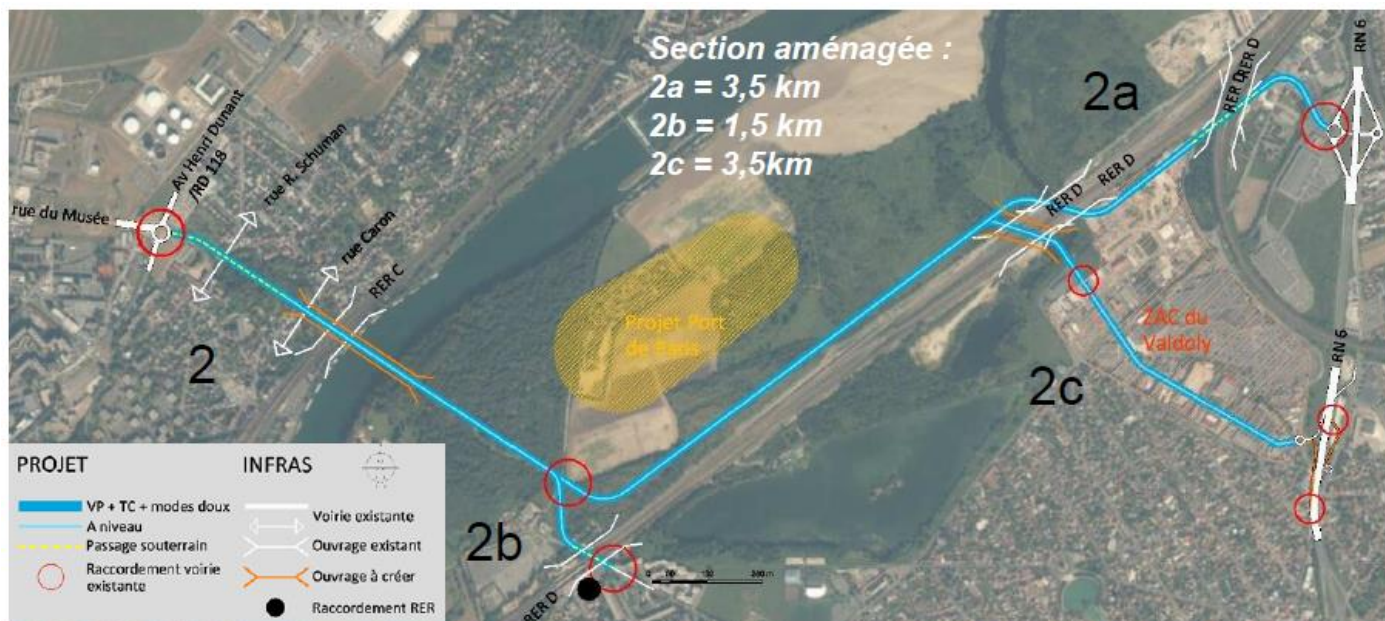 Section aménagée :
2a = 3,5 km
2b = 1,5 km
2c = 3,5km
2a
RER D
RER D
RN 6
Av Henri Dunant
/RD 118
rue R. Schuman
rue du Musée
rue Caron
RER C
RER D
RER D
2
Projet Port
de Paris
ZAC du
Valdoly
RN 6
2c
2b
RER D
PROJET
VP + TC + modes doux
A niveau
Passage souterrain
Raccordement voirie
existante
INFRAS
Voirie existante
Ouvrage existant
Ouvrage à créer
Raccordement RER